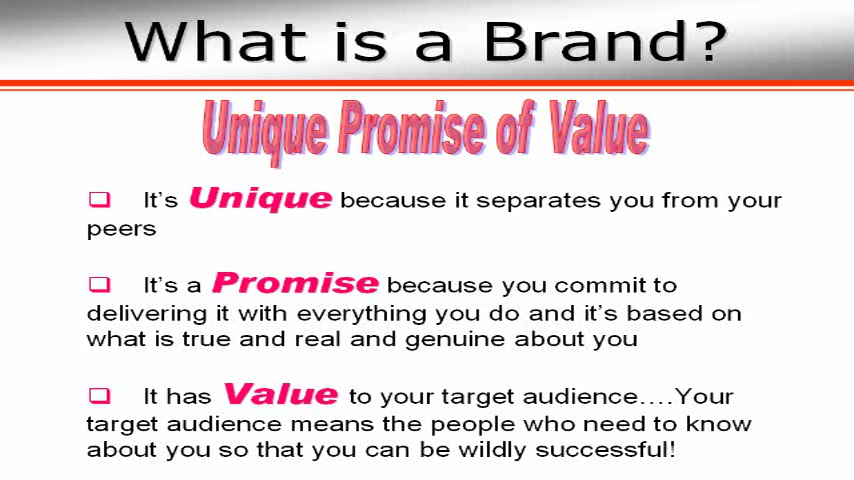 What is a Brand?
Unique Promise of Value
❑ It's Unique because it separates you from your
peers
❑ It's a Promise because you commit to
delivering it with everything you do and it's based on
what is true and real and genuine about you
❑ It has Value to your target audience….Your
target audience means the people who need to know
about you so that you can be wildly successful!